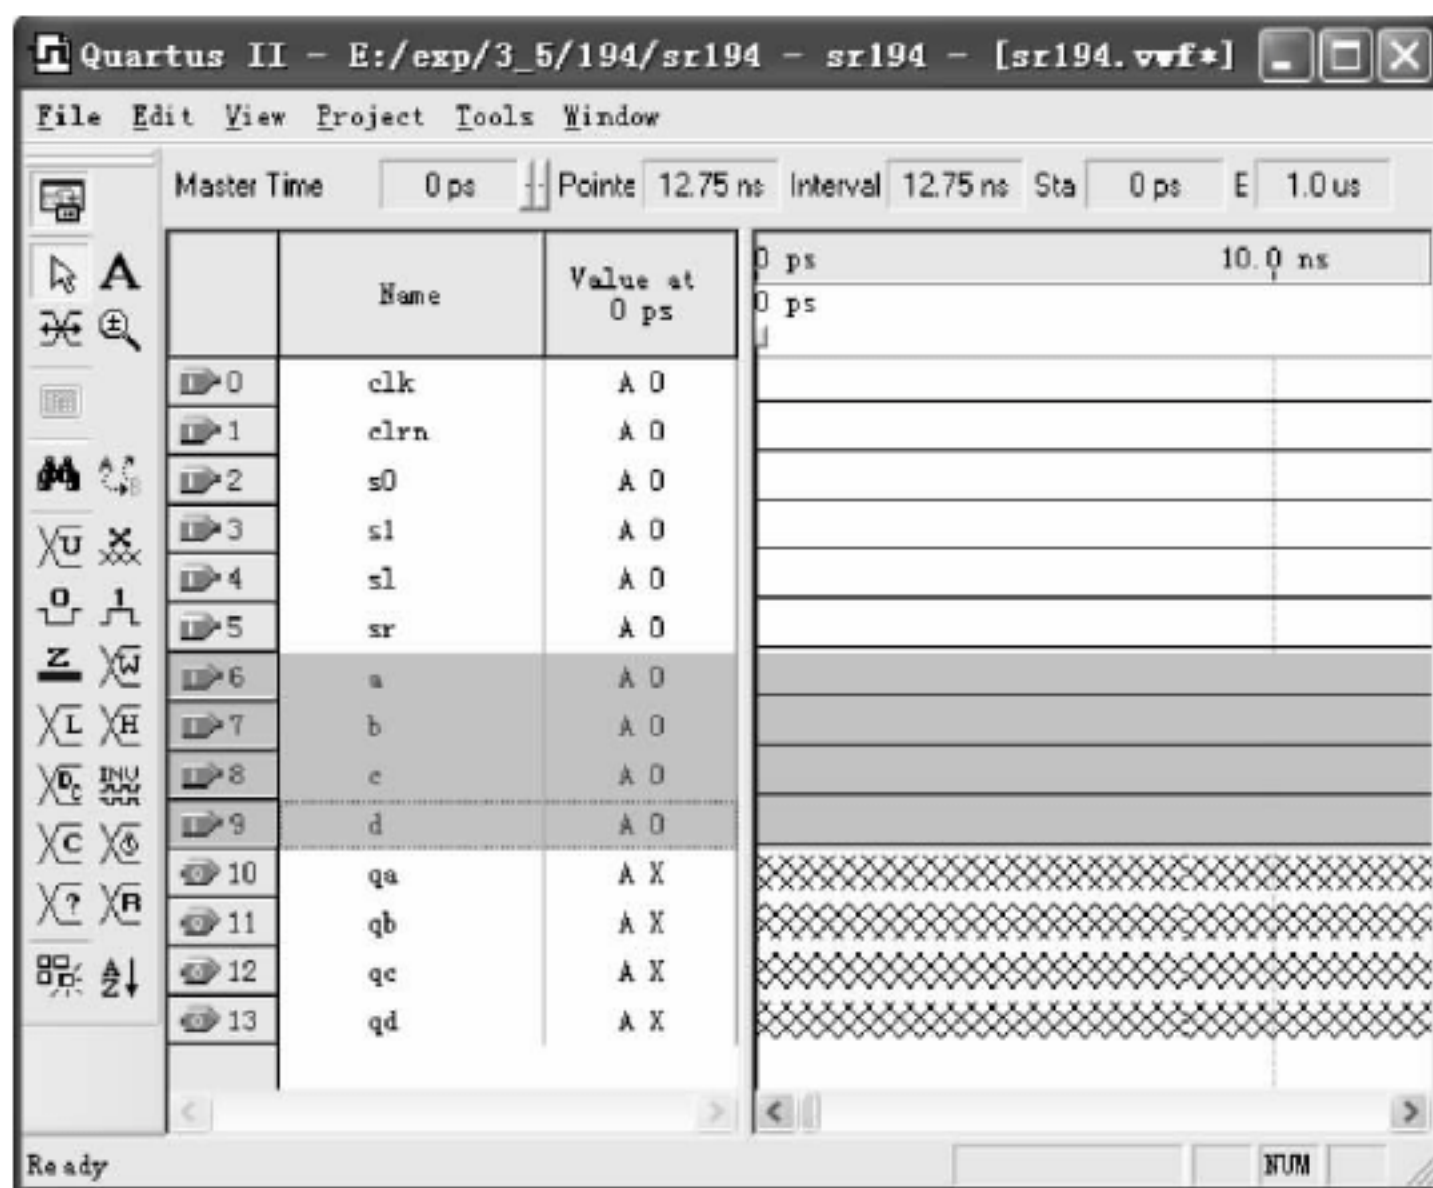 Quartus II - E:/exp/3_5/194/sr194 - sr194 - [sr194.vwf*]
File Edit View Project Tools Window
Master Time 0 ps Pointe 12.75 ns Interval 12.75 ns Sta 0 ps E 1.0 us
Name Value at 0 ps
0 ps 10.0 ns
0 ps
0 clk A 0
1 clrn A 0
2 s0 A 0
3 s1 A 0
4 sl A 0
5 sr A 0
6 a A 0
7 b A 0
8 c A 0
9 d A 0
10 qa A X
11 qb A X
12 qc A X
13 qd A X
A
U
0 1
Z W
L H
D C INV
C
? R
A Z
Ready NUM